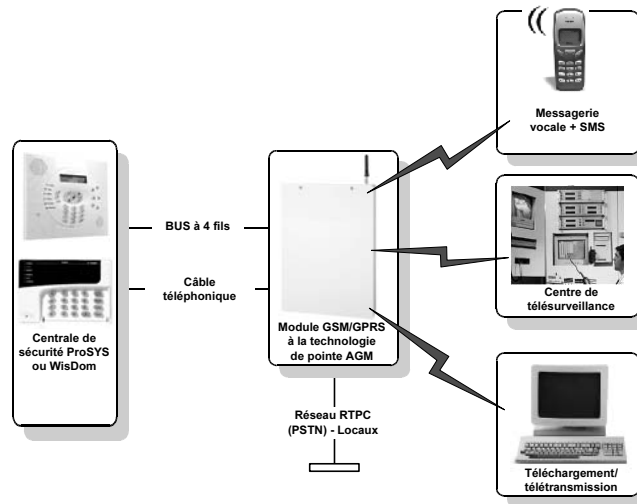 Messagerie
vocale + SMS
BUS à 4 fils
Câble
téléphonique
Centrale de
sécurité ProSYS
ou WisDom
Module GSM/GPRS
à la technologie
de pointe AGM
Centre de
télésurveillance
Réseau RTPC
(PSTN) - Locaux
Téléchargement/
télétransmission